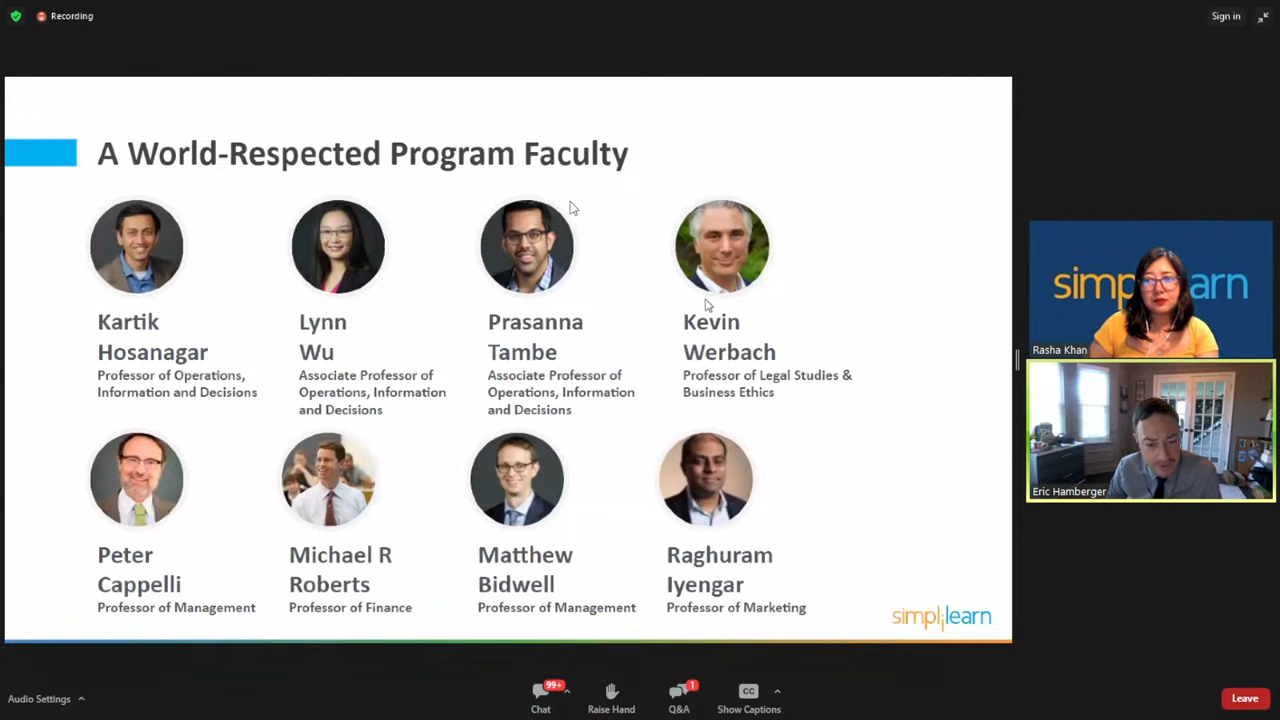 Recording
Sign in
A World-Respected Program Faculty
Kartik
Hosanagar
Professor of Operations,
Information and Decisions
Lynn
Wu
Associate Professor of
Operations, Information
and Decisions
Prasanna
Tambe
Associate Professor of
Operations, Information
and Decisions
Kevin
Werbach
Professor of Legal Studies &
Business Ethics
Peter
Cappelli
Professor of Management
Michael R
Roberts
Professor of Finance
Matthew
Bidwell
Professor of Management
Raghuram
Iyengar
Professor of Marketing
simplilearn
simpl earn
Rasha Khan
Eric Hamberger
Audio Settings
99+
Chat
Raise Hand
1
Q&A
CC
Show Captions
Leave